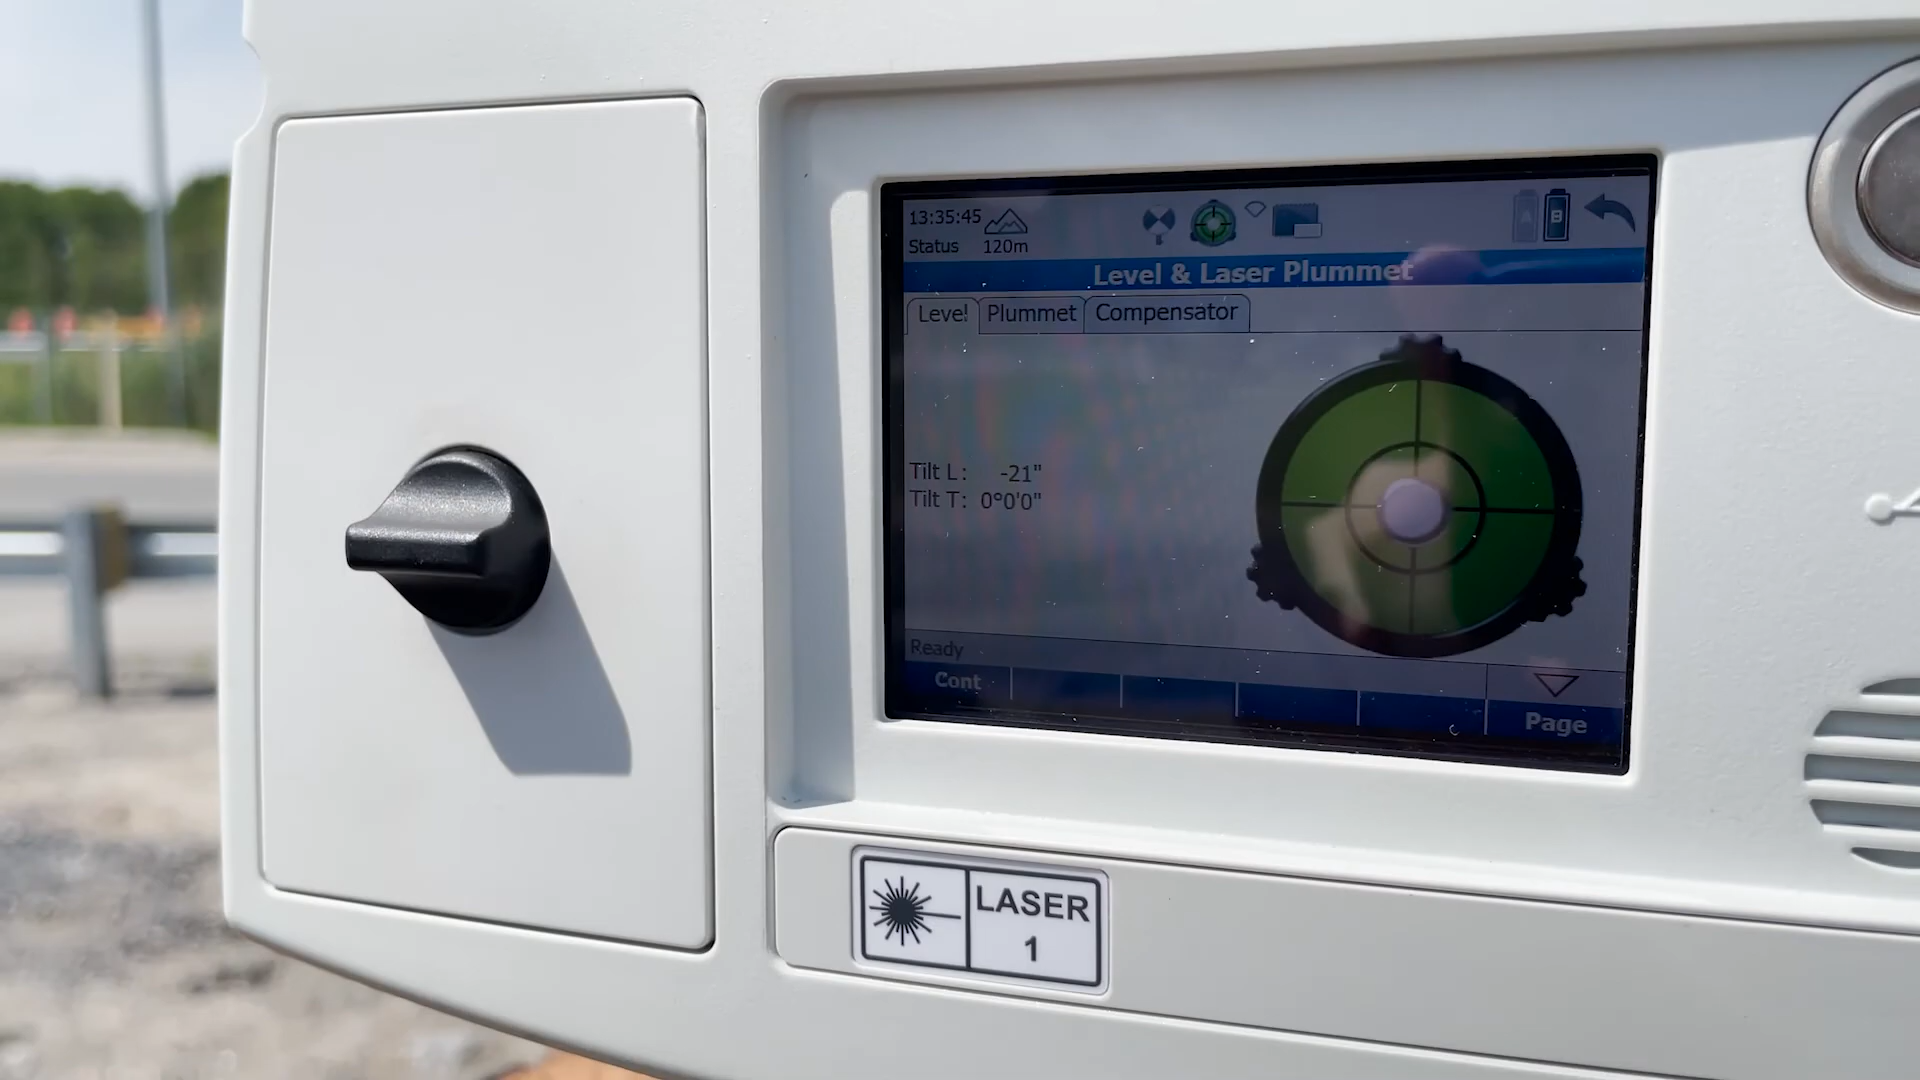 13:35:45
Status 120m
A B
Level & Laser Plummet
Level Plummet Compensator
Tilt L: -21"
Tilt T: 0°0'0"
Ready
Cont Page
LASER
1